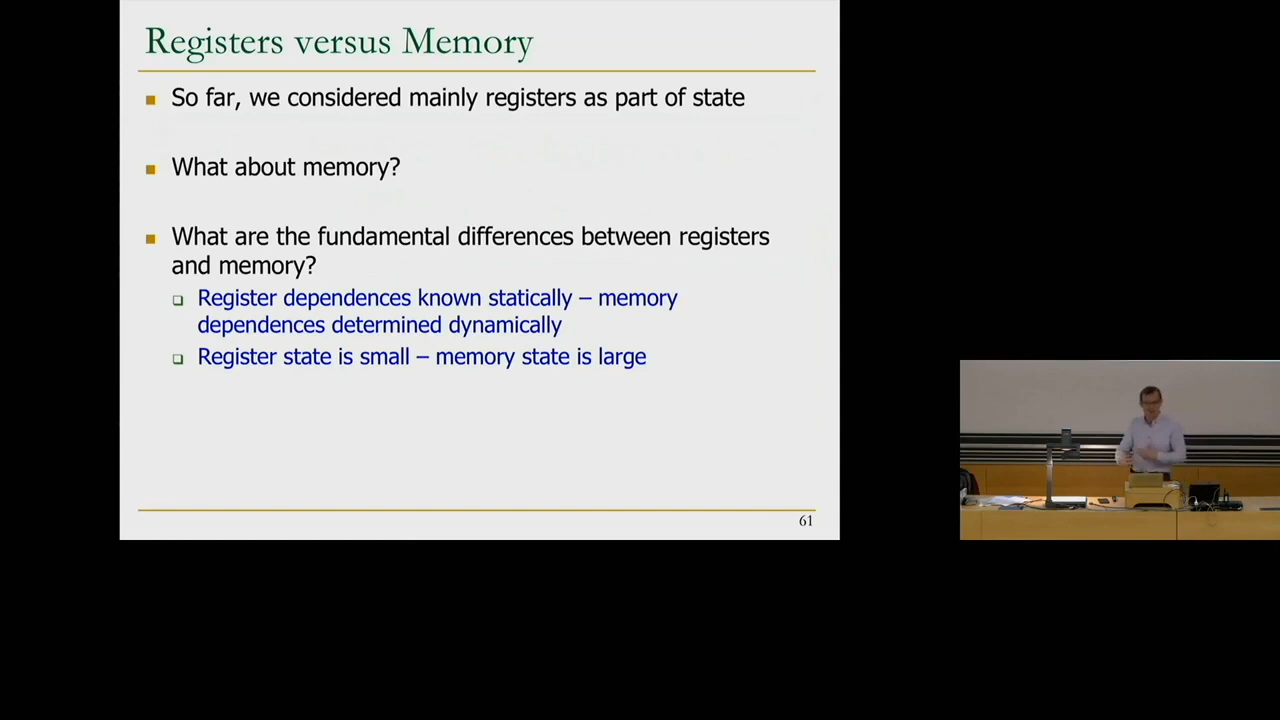 Registers versus Memory
So far, we considered mainly registers as part of state
What about memory?
What are the fundamental differences between registers
and memory?
Register dependences known statically – memory
dependences determined dynamically
Register state is small – memory state is large
61